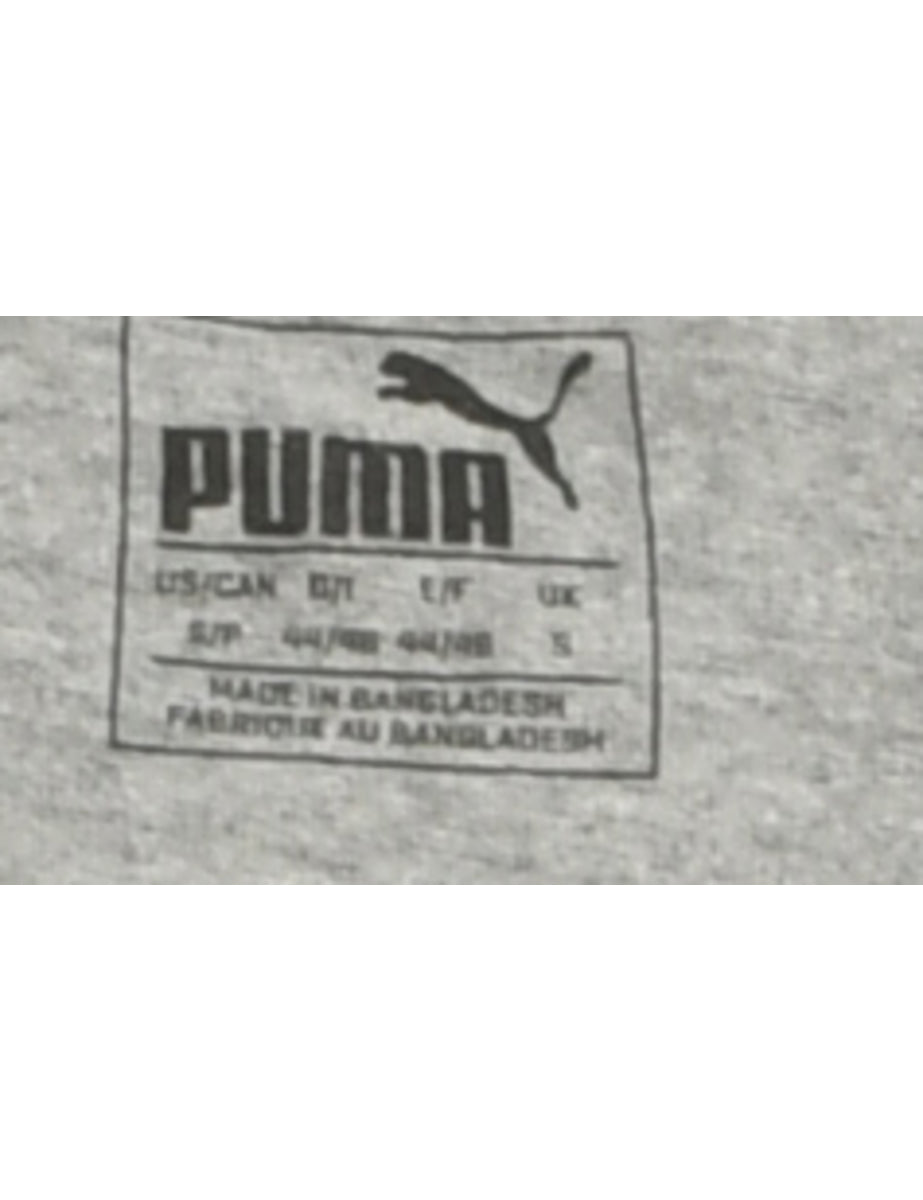 PUMA
US/CAN D/I E/F UK
S/P 44/46 44/46 S
MADE IN BANGLADESH
FABRIQUE AU BANGLADESH